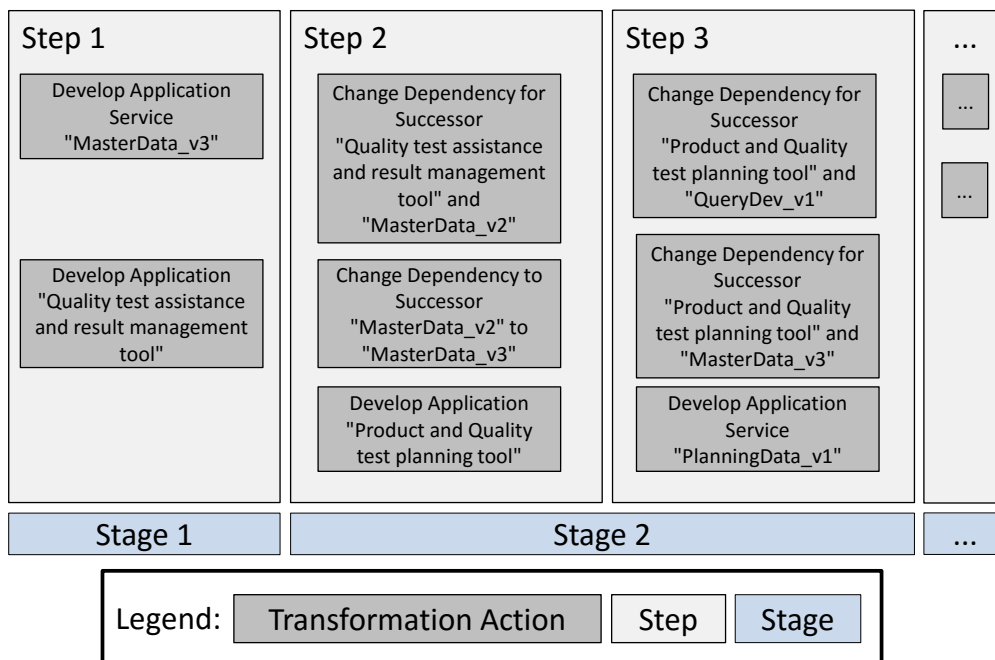 Step 1
Develop Application
Service
"MasterData_v3"
Develop Application
"Quality test assistance
and result management
tool"
Step 2
Change Dependency for
Successor
"Quality test assistance
and result management
tool" and
"MasterData_v2"
Change Dependency to
Successor
"MasterData_v2" to
"MasterData_v3"
Develop Application
"Product and Quality
test planning tool"
Step 3
Change Dependency for
Successor
"Product and Quality
test planning tool" and
"QueryDev_v1"
Change Dependency for
Successor
"Product and Quality
test planning tool" and
"MasterData_v3"
Develop Application
Service
"PlanningData_v1"
...
...
...
Stage 1
Stage 2
...
Legend:
Transformation Action
Step
Stage